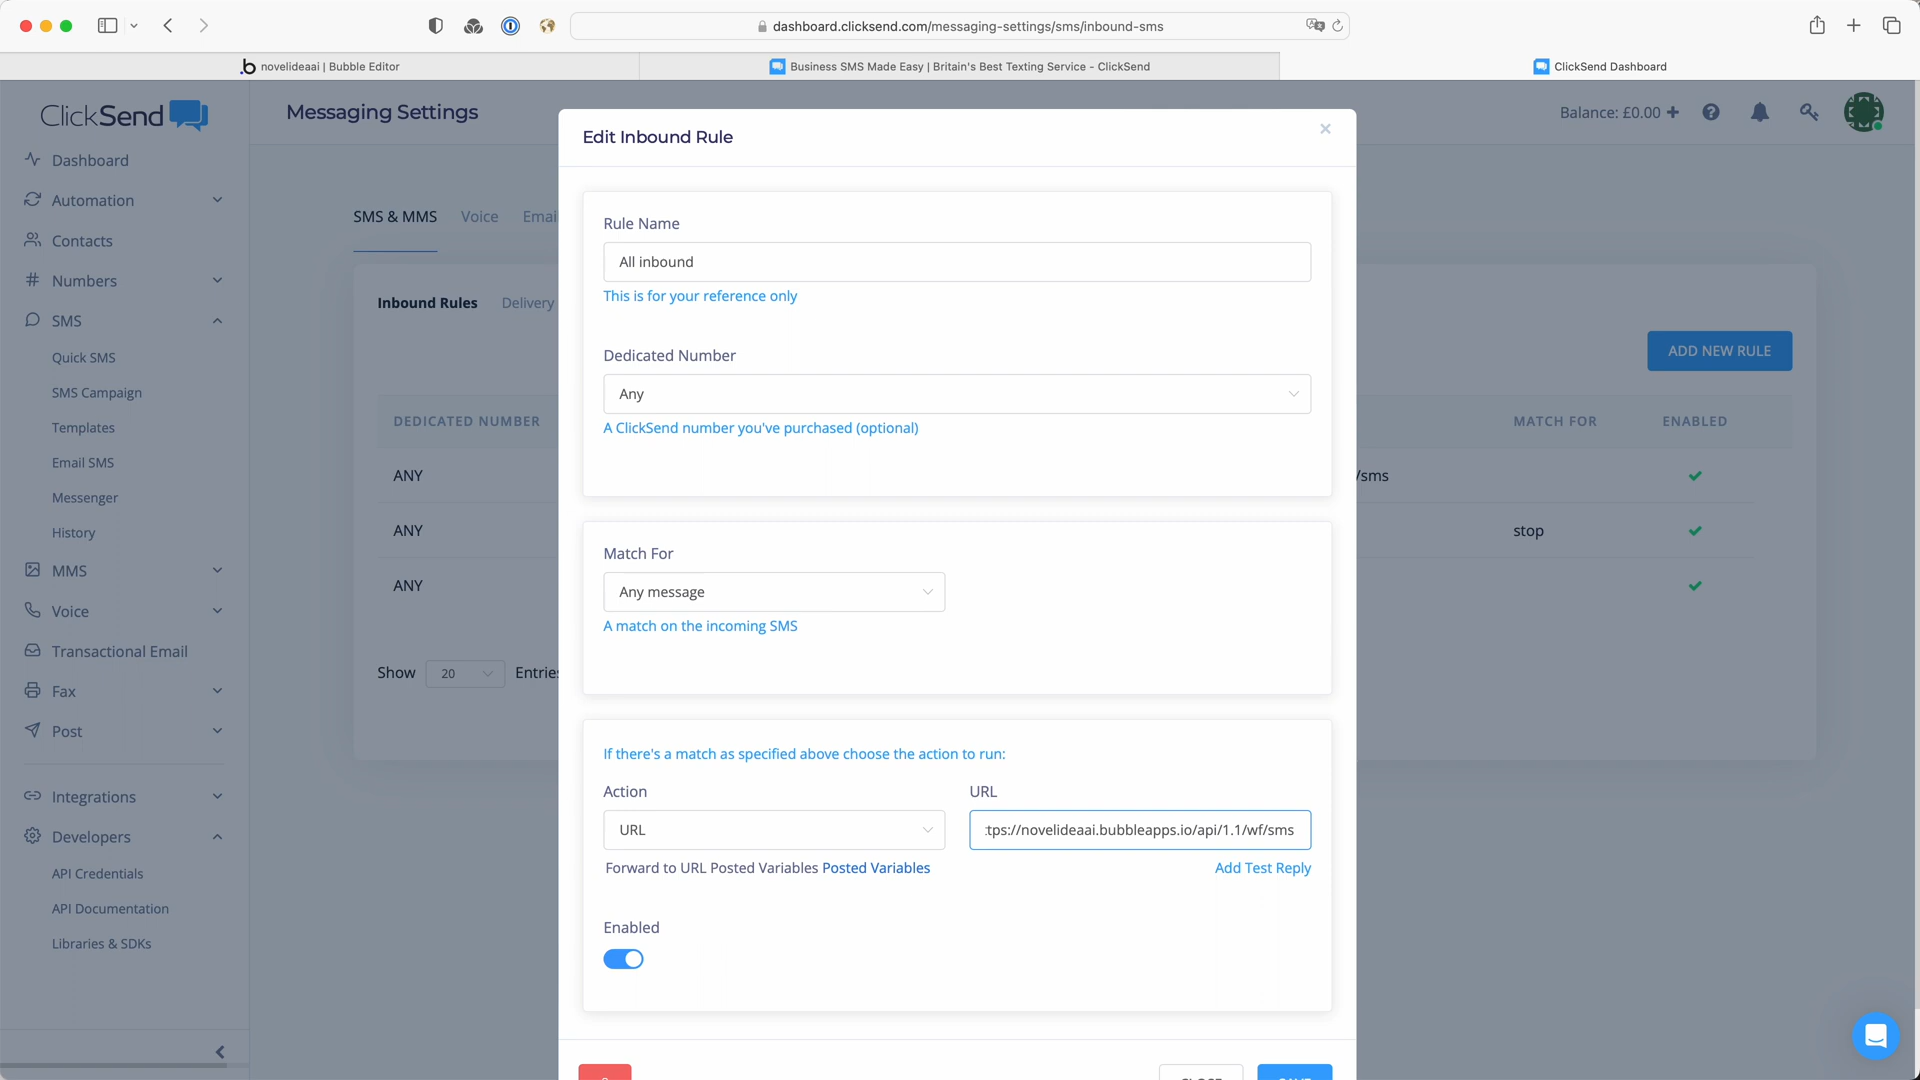 dashboard.clicksend.com/messaging-settings/sms/inbound-sms
novelideaai | Bubble Editor
Business SMS Made Easy | Britain's Best Texting Service - ClickSend
ClickSend Dashboard
ClickSend
Messaging Settings
Balance: £0.00
Dashboard
Automation
Contacts
Numbers
SMS
Quick SMS
SMS Campaign
Templates
Email SMS
Messenger
History
MMS
Voice
Transactional Email
Fax
Post
Integrations
Developers
API Credentials
API Documentation
Libraries & SDKs
SMS & MMS
Voice
Emai
Inbound Rules
Delivery
ADD NEW RULE
DEDICATED NUMBER
MATCH FOR
ENABLED
ANY
/sms
ANY
stop
ANY
Show
20
Entries
Edit Inbound Rule
Rule Name
All inbound
This is for your reference only
Dedicated Number
Any
A ClickSend number you've purchased (optional)
Match For
Any message
A match on the incoming SMS
If there's a match as specified above choose the action to run:
Action
URL
URL
tps://novelideaai.bubbleapps.io/api/1.1/wf/sms
Forward to URL Posted Variables Posted Variables
Add Test Reply
Enabled
CLOSE
SAVE